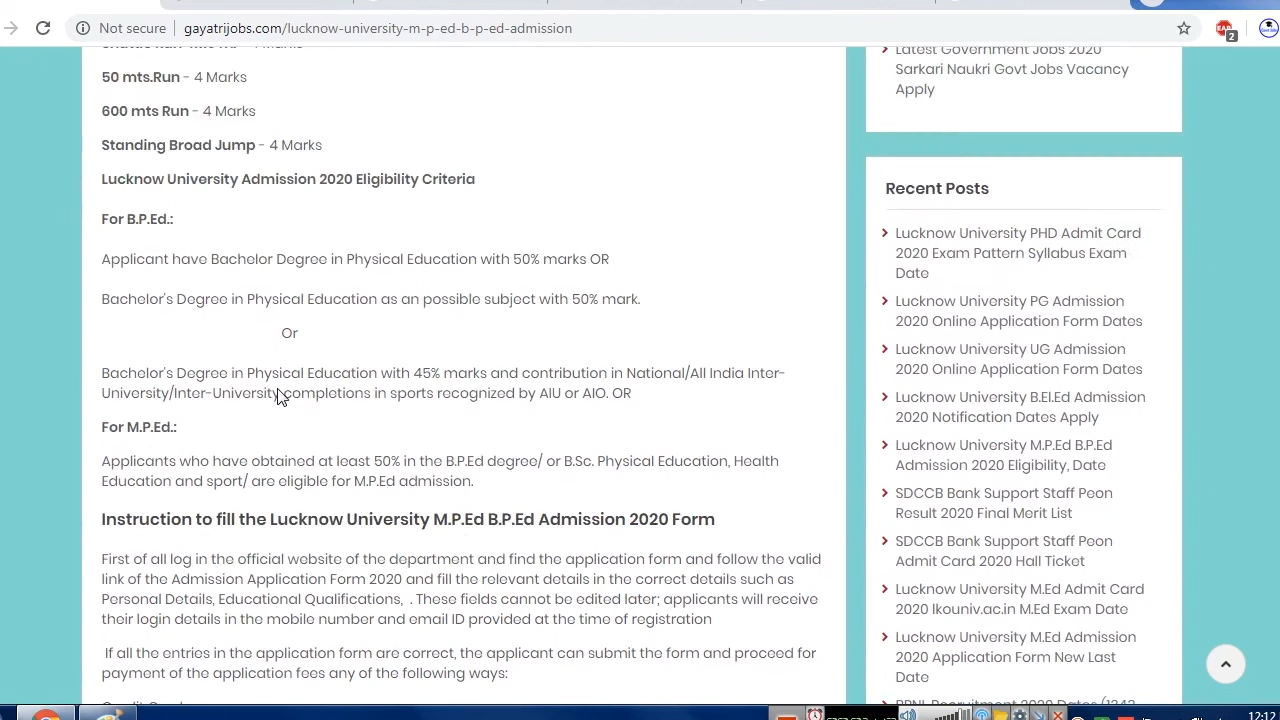 Not secure
gayatrijobs.com/lucknow-university-m-p-ed-b-p-ed-admission
2
50 mts.Run - 4 Marks
600 mts Run - 4 Marks
Standing Broad Jump - 4 Marks
Lucknow University Admission 2020 Eligibility Criteria
For B.P.Ed.:
Applicant have Bachelor Degree in Physical Education with 50% marks OR
Bachelor's Degree in Physical Education as an possible subject with 50% mark.
Or
Bachelor's Degree in Physical Education with 45% marks and contribution in National/All India Inter-
University/Inter-University completions in sports recognized by AIU or AIO. OR
For M.P.Ed.:
Applicants who have obtained at least 50% in the B.P.Ed degree/ or B.Sc. Physical Education, Health
Education and sport/ are eligible for M.P.Ed admission.
Instruction to fill the Lucknow University M.P.Ed B.P.Ed Admission 2020 Form
First of all log in the official website of the department and find the application form and follow the valid
link of the Admission Application Form 2020 and fill the relevant details in the correct details such as
Personal Details, Educational Qualifications,  . These fields cannot be edited later; applicants will receive
their login details in the mobile number and email ID provided at the time of registration
If all the entries in the application form are correct, the applicant can submit the form and proceed for
payment of the application fees any of the following ways:
Latest Government Jobs 2020
Sarkari Naukri Govt Jobs Vacancy
Apply
Recent Posts
Lucknow University PHD Admit Card
2020 Exam Pattern Syllabus Exam
Date
Lucknow University PG Admission
2020 Online Application Form Dates
Lucknow University UG Admission
2020 Online Application Form Dates
Lucknow University B.El.Ed Admission
2020 Notification Dates Apply
Lucknow University M.P.Ed B.P.Ed
Admission 2020 Eligibility, Date
SDCCB Bank Support Staff Peon
Result 2020 Final Merit List
SDCCB Bank Support Staff Peon
Admit Card 2020 Hall Ticket
Lucknow University M.Ed Admit Card
2020 lkouniv.ac.in M.Ed Exam Date
Lucknow University M.Ed Admission
2020 Application Form New Last
Date
12:12